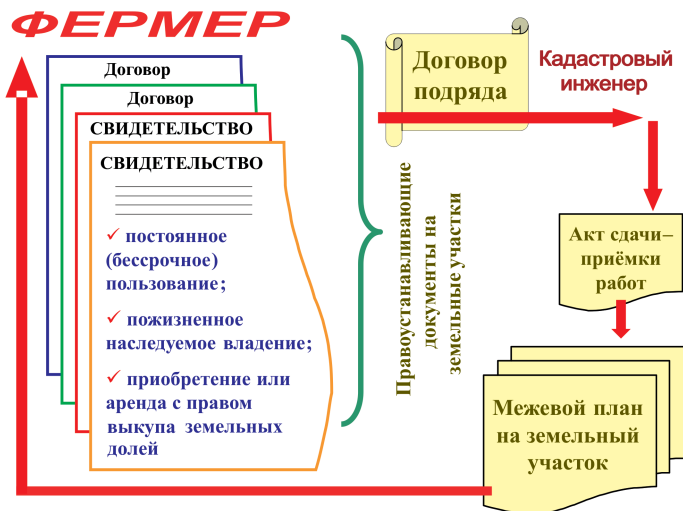 ФЕРМЕР
Договор
Договор
СВИДЕТЕЛЬСТВО
СВИДЕТЕЛЬСТВО
постоянное
(бессрочное)
пользование;
пожизненное
наследуемое владение;
приобретение или
аренда с правом
выкупа земельных
долей
Правоустанавливающие
документы на
земельные участки
Договор
подряда
Кадастровый
инженер
Акт сдачи–
приёмки
работ
Межевой план
на земельный
участок